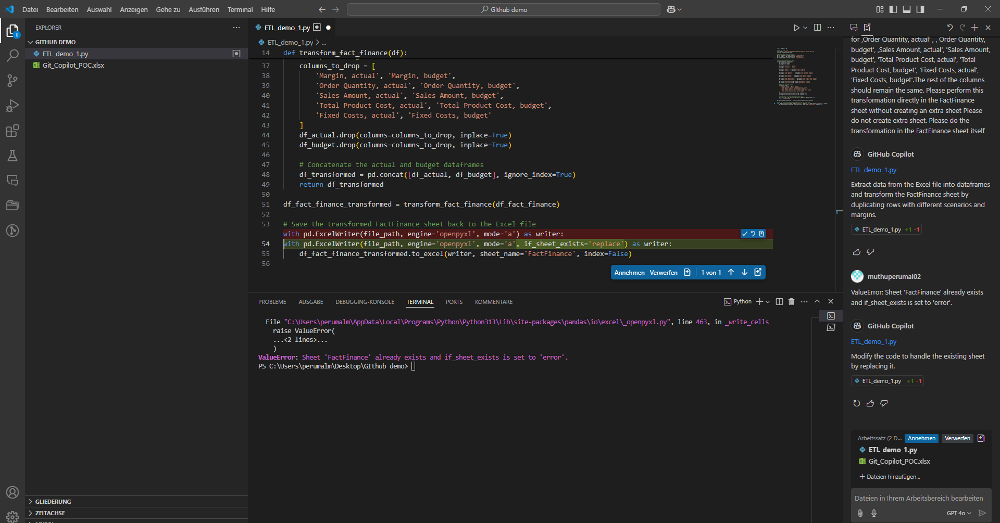 Datei Bearbeiten Auswahl Anzeigen Gehe zu Ausführen Terminal Hilfe
GIthub demo
EXPLORER
GITHUB DEMO
ETL_demo_1.py
Git_Copilot_POC.xlsx
GLIEDERUNG
ZEITACHSE
1
ETL_demo_1.py
ETL_demo_1.py > ...
14 def transform_fact_finance(df):
37 columns_to_drop = [
38 'Margin, actual', 'Margin, budget',
39 'Order Quantity, actual', 'Order Quantity, budget',
40 'Sales Amount, actual', 'Sales Amount, budget',
41 'Total Product Cost, actual', 'Total Product Cost, budget',
42 'Fixed Costs, actual', 'Fixed Costs, budget'
43 ]
44 df_actual.drop(columns=columns_to_drop, inplace=True)
45 df_budget.drop(columns=columns_to_drop, inplace=True)
46
47 # Concatenate the actual and budget dataframes
48 df_transformed = pd.concat([df_actual, df_budget], ignore_index=True)
49 return df_transformed
50
51 df_fact_finance_transformed = transform_fact_finance(df_fact_finance)
52
53 # Save the transformed FactFinance sheet back to the Excel file
with pd.ExcelWriter(file_path, engine='openpyxl', mode='a') as writer:
54 with pd.ExcelWriter(file_path, engine='openpyxl', mode='a', if_sheet_exists='replace') as writer:
55 df_fact_finance_transformed.to_excel(writer, sheet_name='FactFinance', index=False)
56
Annehmen Verwerfen 1 von 1
PROBLEME AUSGABE DEBUGGING-KONSOLE TERMINAL PORTS KOMMENTARE
Python
File "C:\Users\perumalm\AppData\Local\Programs\Python\Python313\Lib\site-packages\pandas\io\excel\_openpyxl.py", line 463, in _write_cells
raise ValueError(
...<2 lines>...
)
ValueError: Sheet 'FactFinance' already exists and if_sheet_exists is set to 'error'.
PS C:\Users\perumalm\Desktop\GIthub demo>
for ‚Order Quantity, actual‘ , ‚ Order Quantity,
budget‘, ‚Sales Amount, actual‘, 'Sales Amount,
budget', 'Total Product Cost, actual', 'Total
Product Cost, budget', 'Fixed Costs, actual',
'Fixed Costs, budget'.The rest of the columns
should remain the same. Please perform this
transformation directly in the FactFinance
sheet without creating an extra sheet Please
do not create extra sheet. Please do the
transformation in the FactFinance sheet itself
GitHub Copilot
ETL_demo_1.py
Extract data from the Excel file into dataframes
and transform the FactFinance sheet by
duplicating rows with different scenarios and
margins.
ETL_demo_1.py +1 -1
muthuperumal02
ValueError: Sheet 'FactFinance' already exists
and if_sheet_exists is set to 'error'.
GitHub Copilot
ETL_demo_1.py
Modify the code to handle the existing sheet
by replacing it.
ETL_demo_1.py +1 -1
Arbeitssatz (2 D... Annehmen Verwerfen
ETL_demo_1.py
Git_Copilot_POC.xlsx
Dateien hinzufügen...
Dateien in Ihrem Arbeitsbereich bearbeiten
GPT 4o